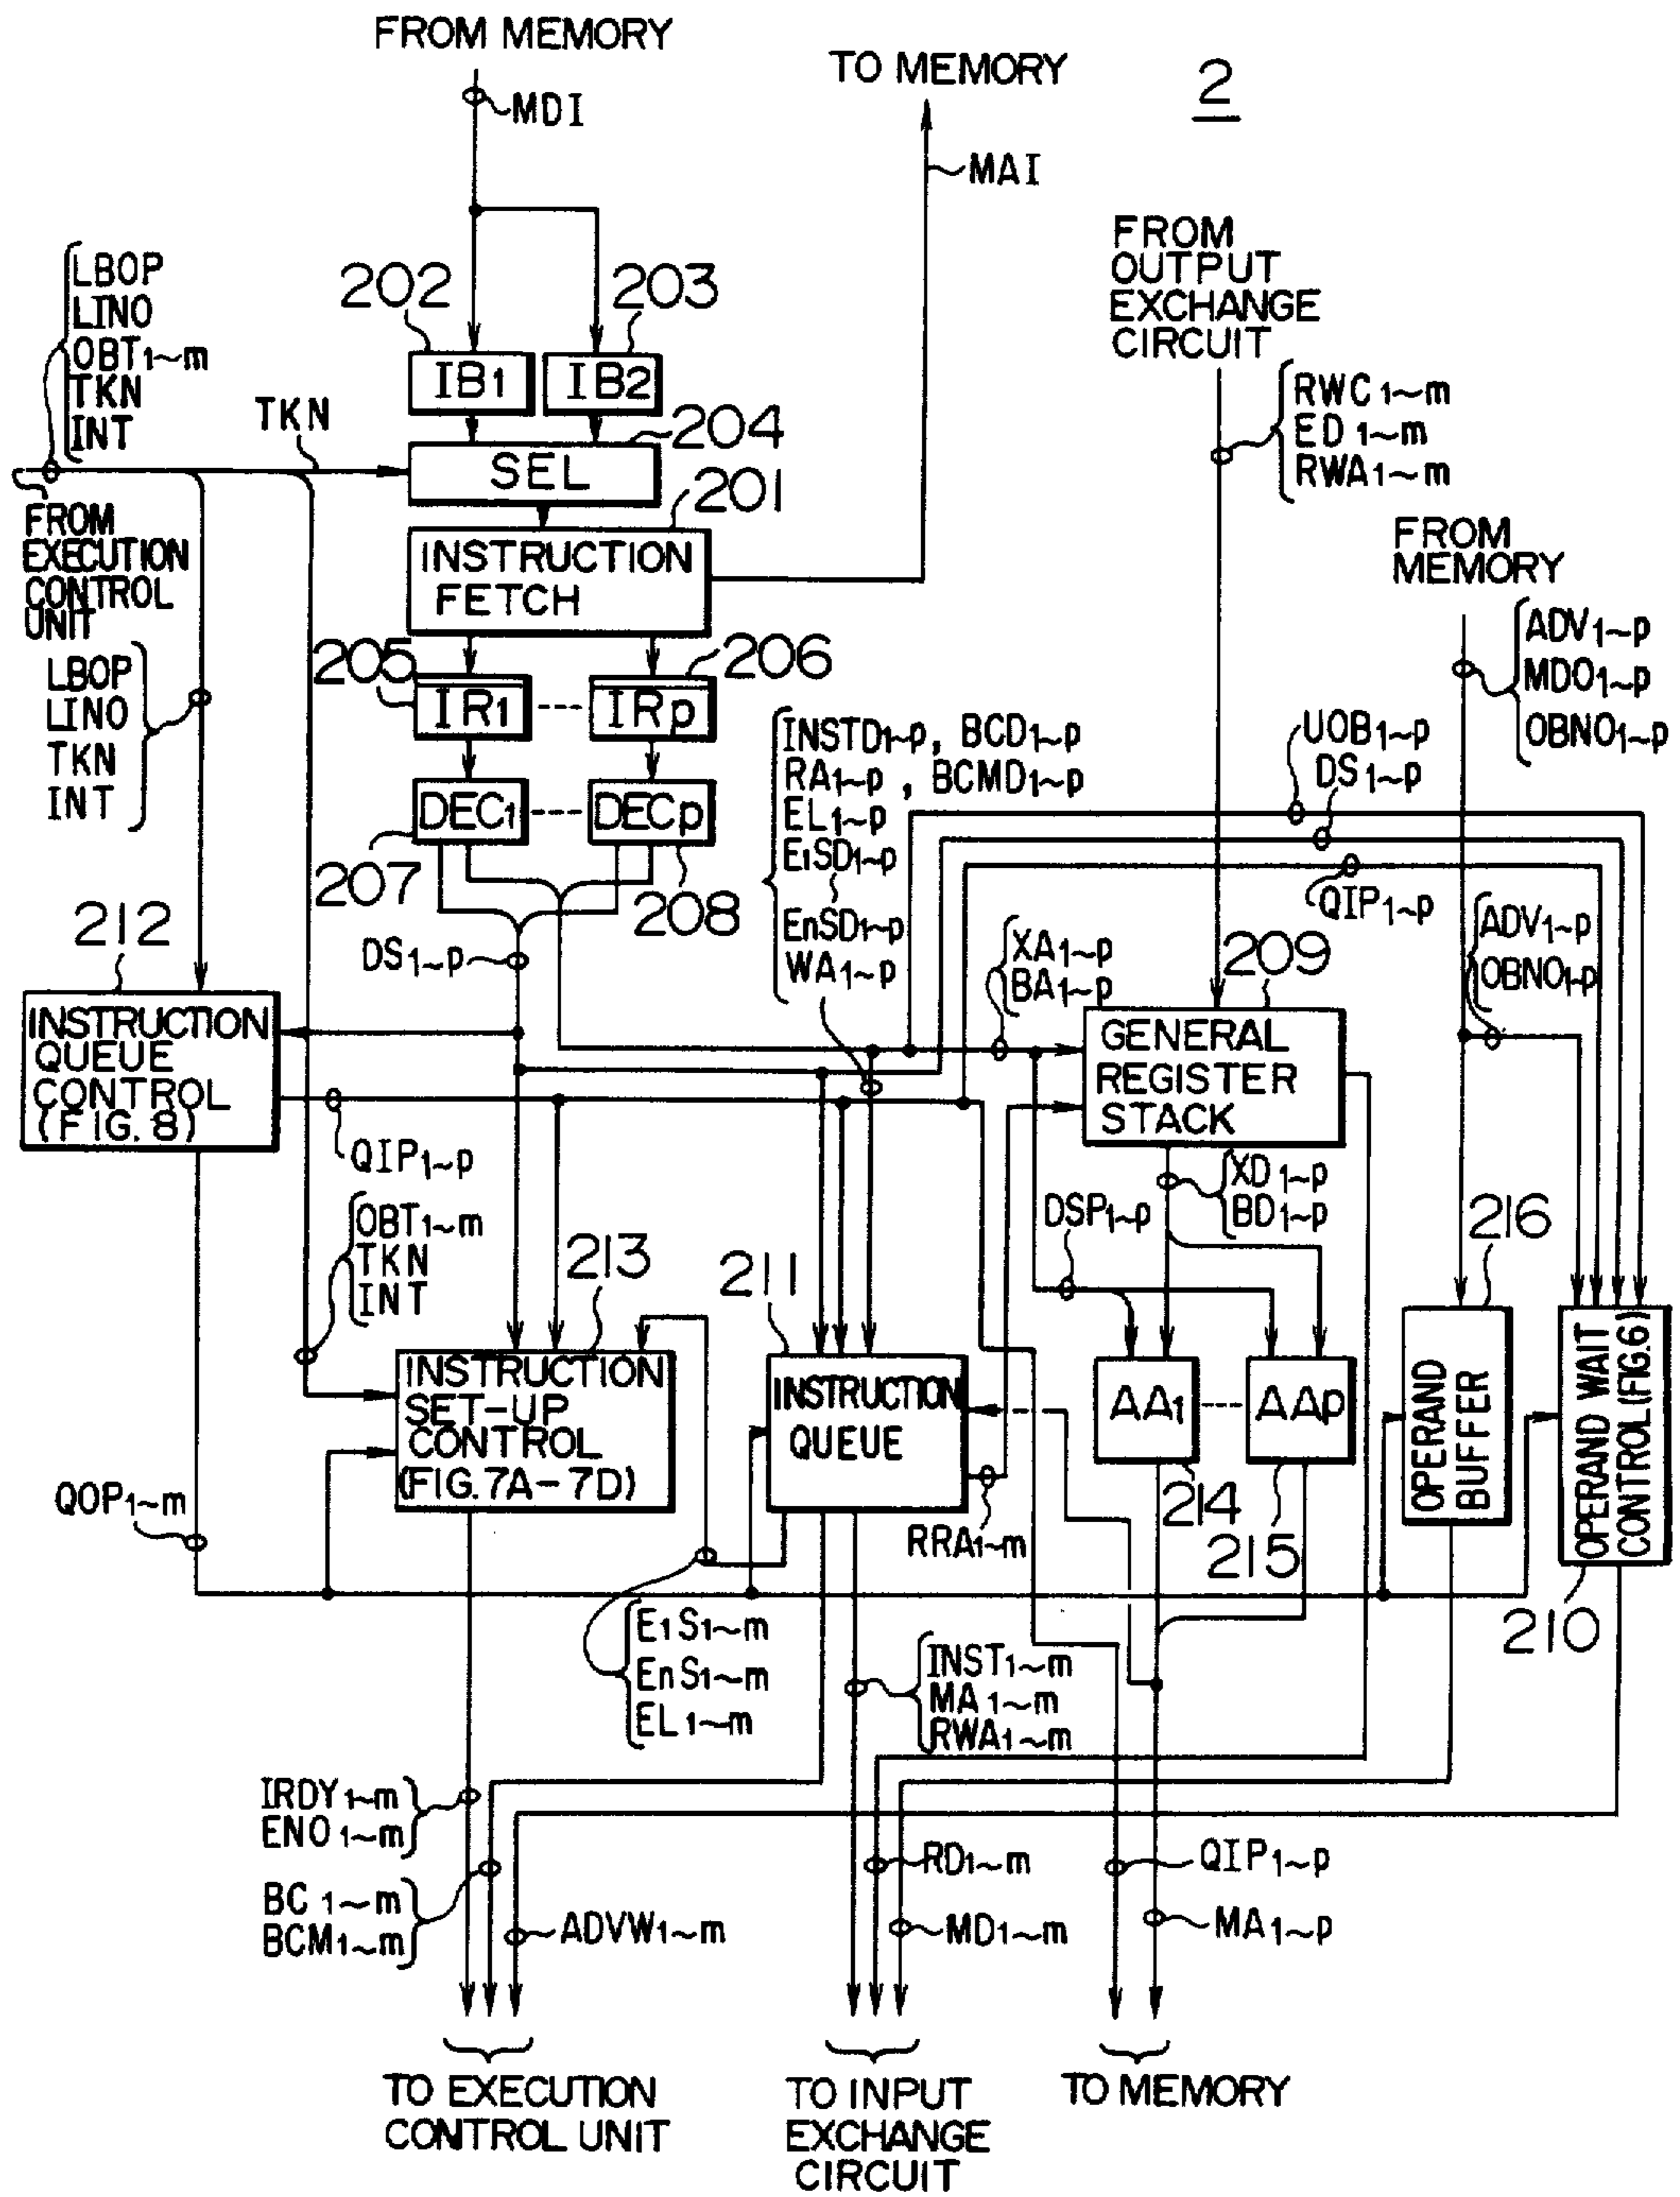 FROM MEMORY
TO MEMORY
2
MDI
MAI
FROM
OUTPUT
EXCHANGE
CIRCUIT
LBOP
LINO
OBT1~m
TKN
INT
202
203
IB1
IB2
RWC1~m
ED1~m
RWA1~m
TKN
204
SEL
201
FROM
EXECUTION
CONTROL
UNIT
INSTRUCTION
FETCH
FROM
MEMORY
ADV1~p
MDO1~p
OBNO1~p
LBOP
LINO
TKN
INT
205
206
IR1
IRp
INSTD1~p, BCD1~p
RA1~p, BCMD1~p
EL1~p
E1SD1~p
EnSD1~p
WA1~p
UOB1~p
DS1~p
DEC1
DECp
207
208
QIP1~p
212
DS1~p
XA1~p
BA1~p
209
ADV1~p
OBNO1~p
INSTRUCTION
QUEUE
CONTROL
(FIG. 8)
GENERAL
REGISTER
STACK
QIP1~p
XD1~p
BD1~p
DSP1~p
OBT1~m
TKN
INT
213
211
216
INSTRUCTION
SET-UP
CONTROL
(FIG.7A-7D)
INSTRUCTION
QUEUE
AA1
AAp
OPERAND
BUFFER
OPERAND WAIT
CONTROL(FIG.6)
QOP1~m
RRA1~m
214
215
210
E1S1~m
EnS1~m
EL1~m
INST1~m
MA1~m
RWA1~m
IRDY1~m
ENO1~m
BC1~m
BCM1~m
ADVW1~m
RD1~m
MD1~m
QIP1~p
MA1~p
TO EXECUTION
CONTROL UNIT
TO INPUT
EXCHANGE
CIRCUIT
TO MEMORY